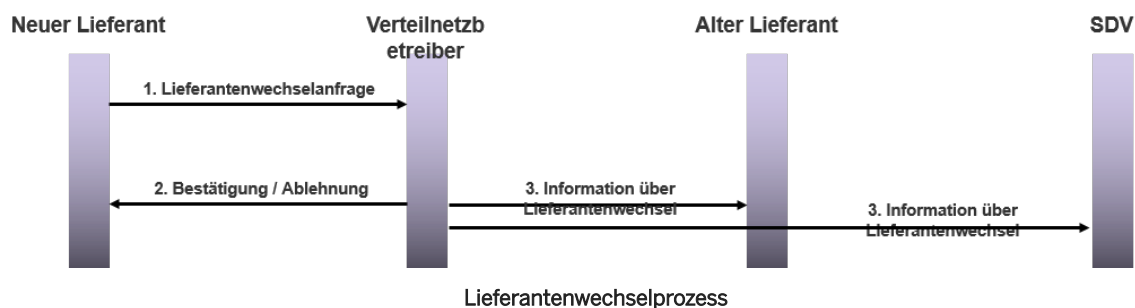 Neuer Lieferant
Verteilnetzb
etreiber
Alter Lieferant
SDV
1. Lieferantenwechselanfrage
2. Bestätigung / Ablehnung
3. Information über
Lieferantenwechsel
3. Information über
Lieferantenwechsel
Lieferantenwechselprozess